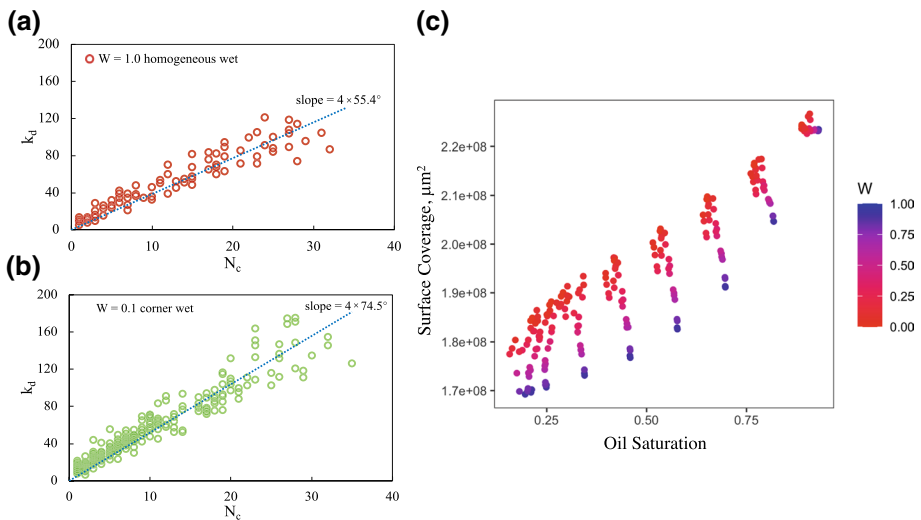 (a)
200
160
120
80
40
0
k_d
W = 1.0 homogeneous wet
slope = 4×55.4°
0 10 20 30 40
N_c
(b)
200
160
120
80
40
0
k_d
W = 0.1 corner wet
slope = 4×74.5°
0 10 20 30 40
N_c
(c)
Surface Coverage, μm²
2.2e+08
2.1e+08
2.0e+08
1.9e+08
1.8e+08
1.7e+08
0.25 0.50 0.75
Oil Saturation
W
1.00
0.75
0.50
0.25
0.00